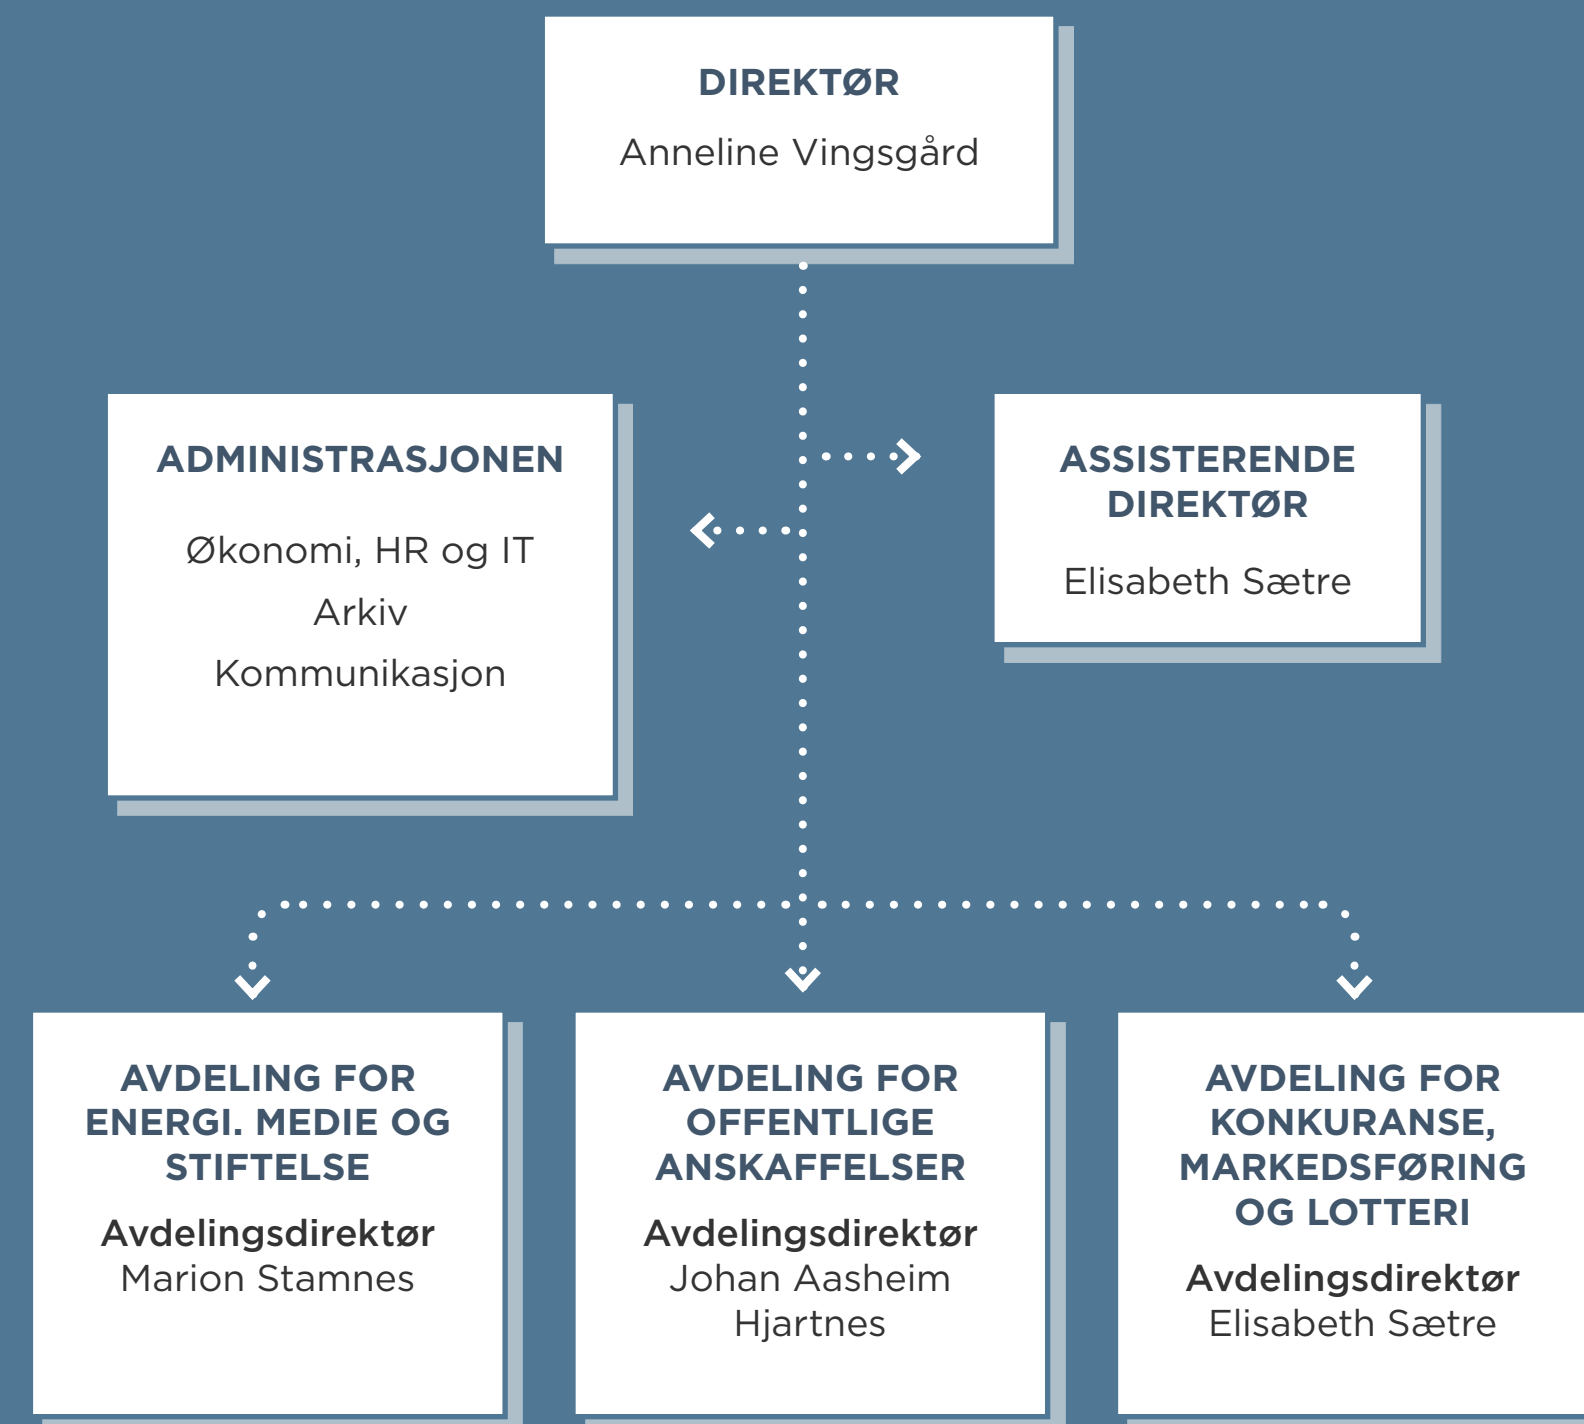 DIREKTØR
Anneline Vingsgård
ADMINISTRASJONEN
Økonomi, HR og IT
Arkiv
Kommunikasjon
ASSISTERENDE
DIREKTØR
Elisabeth Sætre
AVDELING FOR
ENERGI. MEDIE OG
STIFTELSE
Avdelingsdirektør
Marion Stamnes
AVDELING FOR
OFFENTLIGE
ANSKAFFELSER
Avdelingsdirektør
Johan Aasheim
Hjartnes
AVDELING FOR
KONKURANSE,
MARKEDSFØRING
OG LOTTERI
Avdelingsdirektør
Elisabeth Sætre